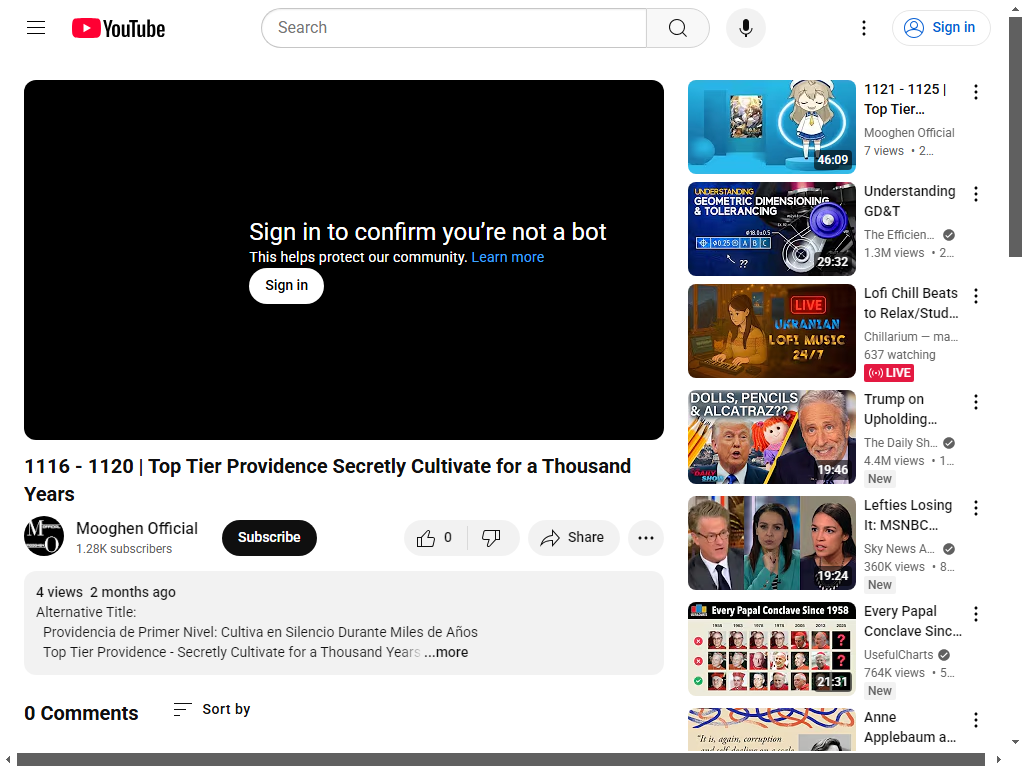 YouTube
Search
Sign in
Sign in to confirm you're not a bot
This helps protect our community. Learn more
Sign in
1116 - 1120 | Top Tier Providence Secretly Cultivate for a Thousand
Years
Mooghen Official
1.28K subscribers
Subscribe
0
Share
4 views 2 months ago
Alternative Title:
Providencia de Primer Nivel: Cultiva en Silencio Durante Miles de Años
Top Tier Providence - Secretly Cultivate for a Thousand Years ...more
0 Comments
Sort by
46:09
1121 - 1125 |
Top Tier...
Mooghen Official
7 views • 2...
UNDERSTANDING
GEOMETRIC DIMENSIONING
& TOLERANCING
29:32
Understanding
GD&T
The Efficien...
1.3M views • 2...
LIVE
UKRANIAN
LOFI MUSIC
24/7
Lofi Chill Beats
to Relax/Stud...
Chillarium — ma...
637 watching
LIVE
DOLLS, PENCILS
& ALCATRAZ??
19:46
Trump on
Upholding...
The Daily Sh...
4.4M views • 1...
New
19:24
Lefties Losing
It: MSNBC...
Sky News A...
360K views • 8...
New
Every Papal Conclave Since 1958
21:31
Every Papal
Conclave Sinc...
UsefulCharts
764K views • 5...
New
"It is, again, corruption
Anne
Applebaum a...